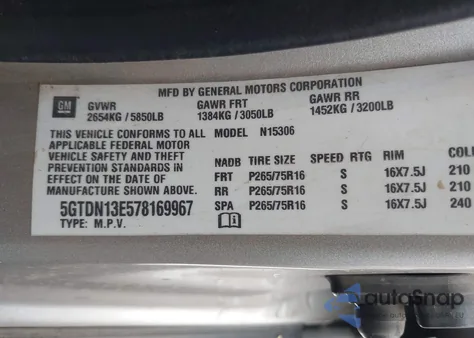 MFD BY GENERAL MOTORS CORPORATION
GM
GVWR GAWR FRT GAWR RR
2654KG / 5850LB 1384KG / 3050LB 1452KG / 3200LB
THIS VEHICLE CONFORMS TO ALL MODEL N15306
APPLICABLE FEDERAL MOTOR
VEHICLE SAFETY AND THEFT
PREVENTION STANDARDS IN
EFFECT ON THE DATE OF
MANUFACTURE SHOWN ABOVE.
5GTDN13E578169967
TYPE: M.P.V.
NADB TIRE SIZE SPEED RTG RIM
FRT P265/75R16 S 16X7.5J 210
RR P265/75R16 S 16X7.5J 210
SPA P265/75R16 S 16X7.5J 240
autoSnap